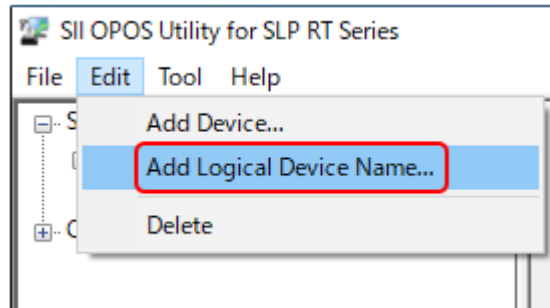 SII OPOS Utility for SLP RT Series
File Edit Tool Help
S
Add Device...
Add Logical Device Name...
Delete